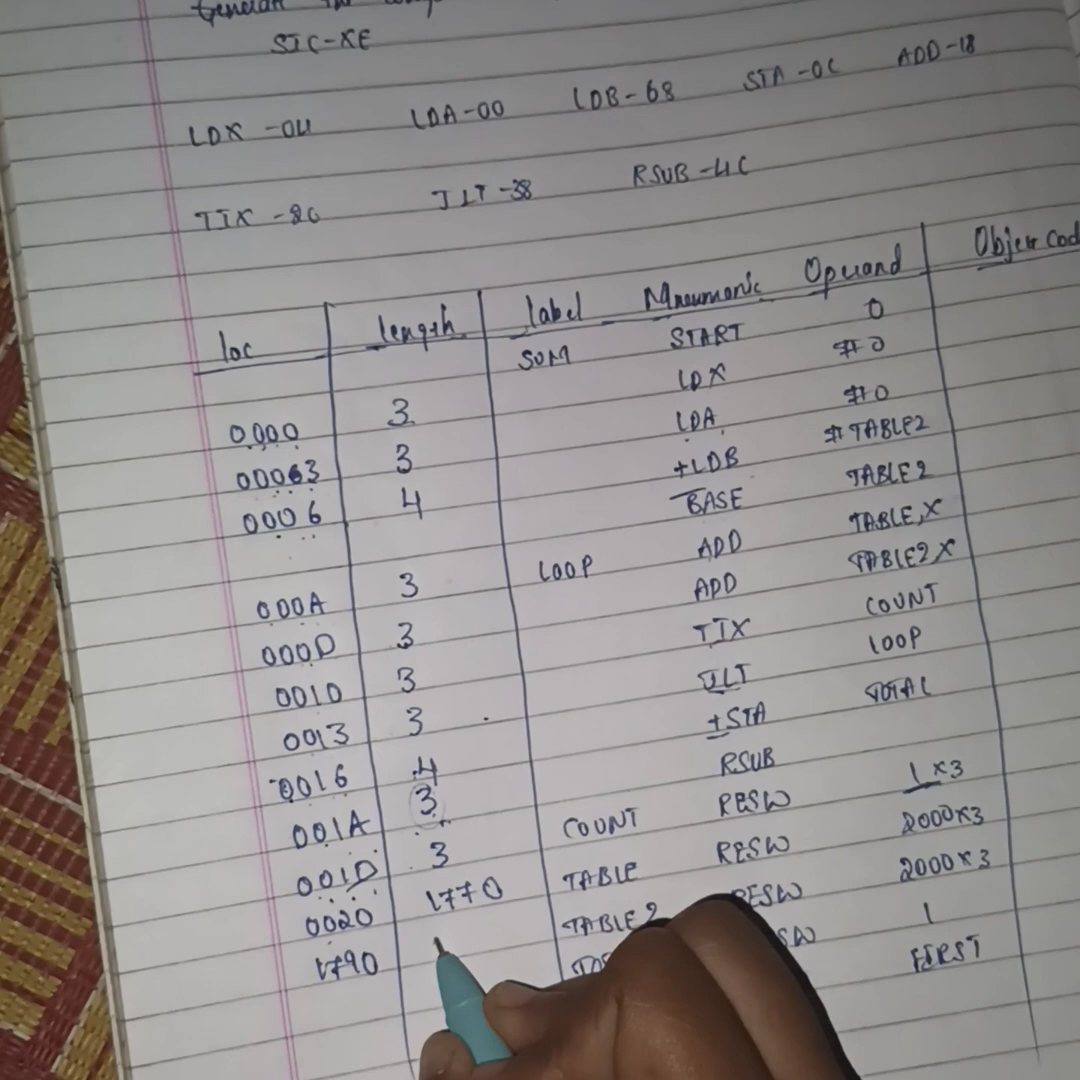 SIC-XE
LDX -04 LDA-00 LDB-68 STA-0C ADD-18
TIX -2C JLT-38 RSUB-4C
loc length label Mneumonic Operand Object Cod
SUM START 0
0000 3 LDX #0
00063 3 LDA #0
0006 4 +LDB #TABLE2
BASE TABLE2
000A 3 LOOP ADD TABLE,X
000D 3 ADD TABLE2X
0010 3 TIX COUNT
0013 3 JLT LOOP
0016 4 +STA TOTAL
001A 3 RSUB
001D 3 COUNT RESW 1×3
0020 1770 TABLE RESW 2000×3
1790 TABLE2 RESW 2000×3
SW 1
FIRST